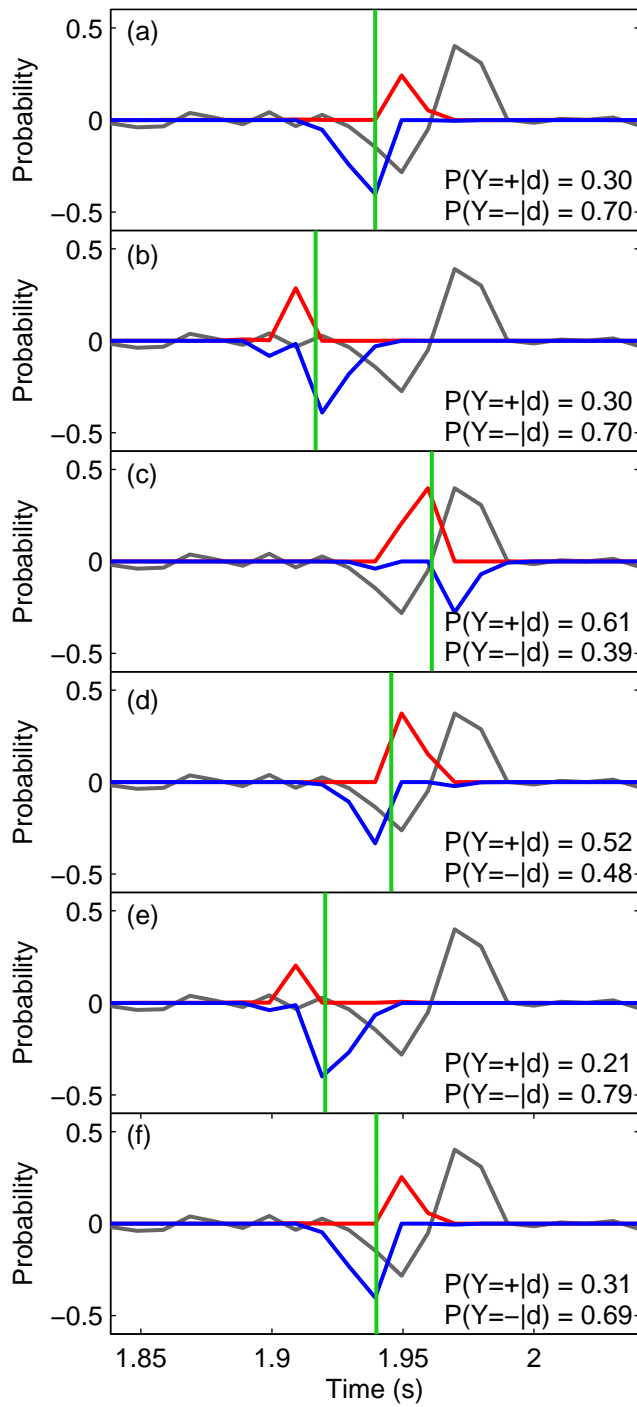 0.5
(a)
Probability
0
P(Y=+|d) = 0.30
−0.5
P(Y=−|d) = 0.70
0.5
(b)
Probability
0
P(Y=+|d) = 0.30
−0.5
P(Y=−|d) = 0.70
0.5
(c)
Probability
0
P(Y=+|d) = 0.61
−0.5
P(Y=−|d) = 0.39
0.5
(d)
Probability
0
P(Y=+|d) = 0.52
−0.5
P(Y=−|d) = 0.48
0.5
(e)
Probability
0
P(Y=+|d) = 0.21
−0.5
P(Y=−|d) = 0.79
0.5
(f)
Probability
0
P(Y=+|d) = 0.31
−0.5
P(Y=−|d) = 0.69
1.85 1.9 1.95 2
Time (s)